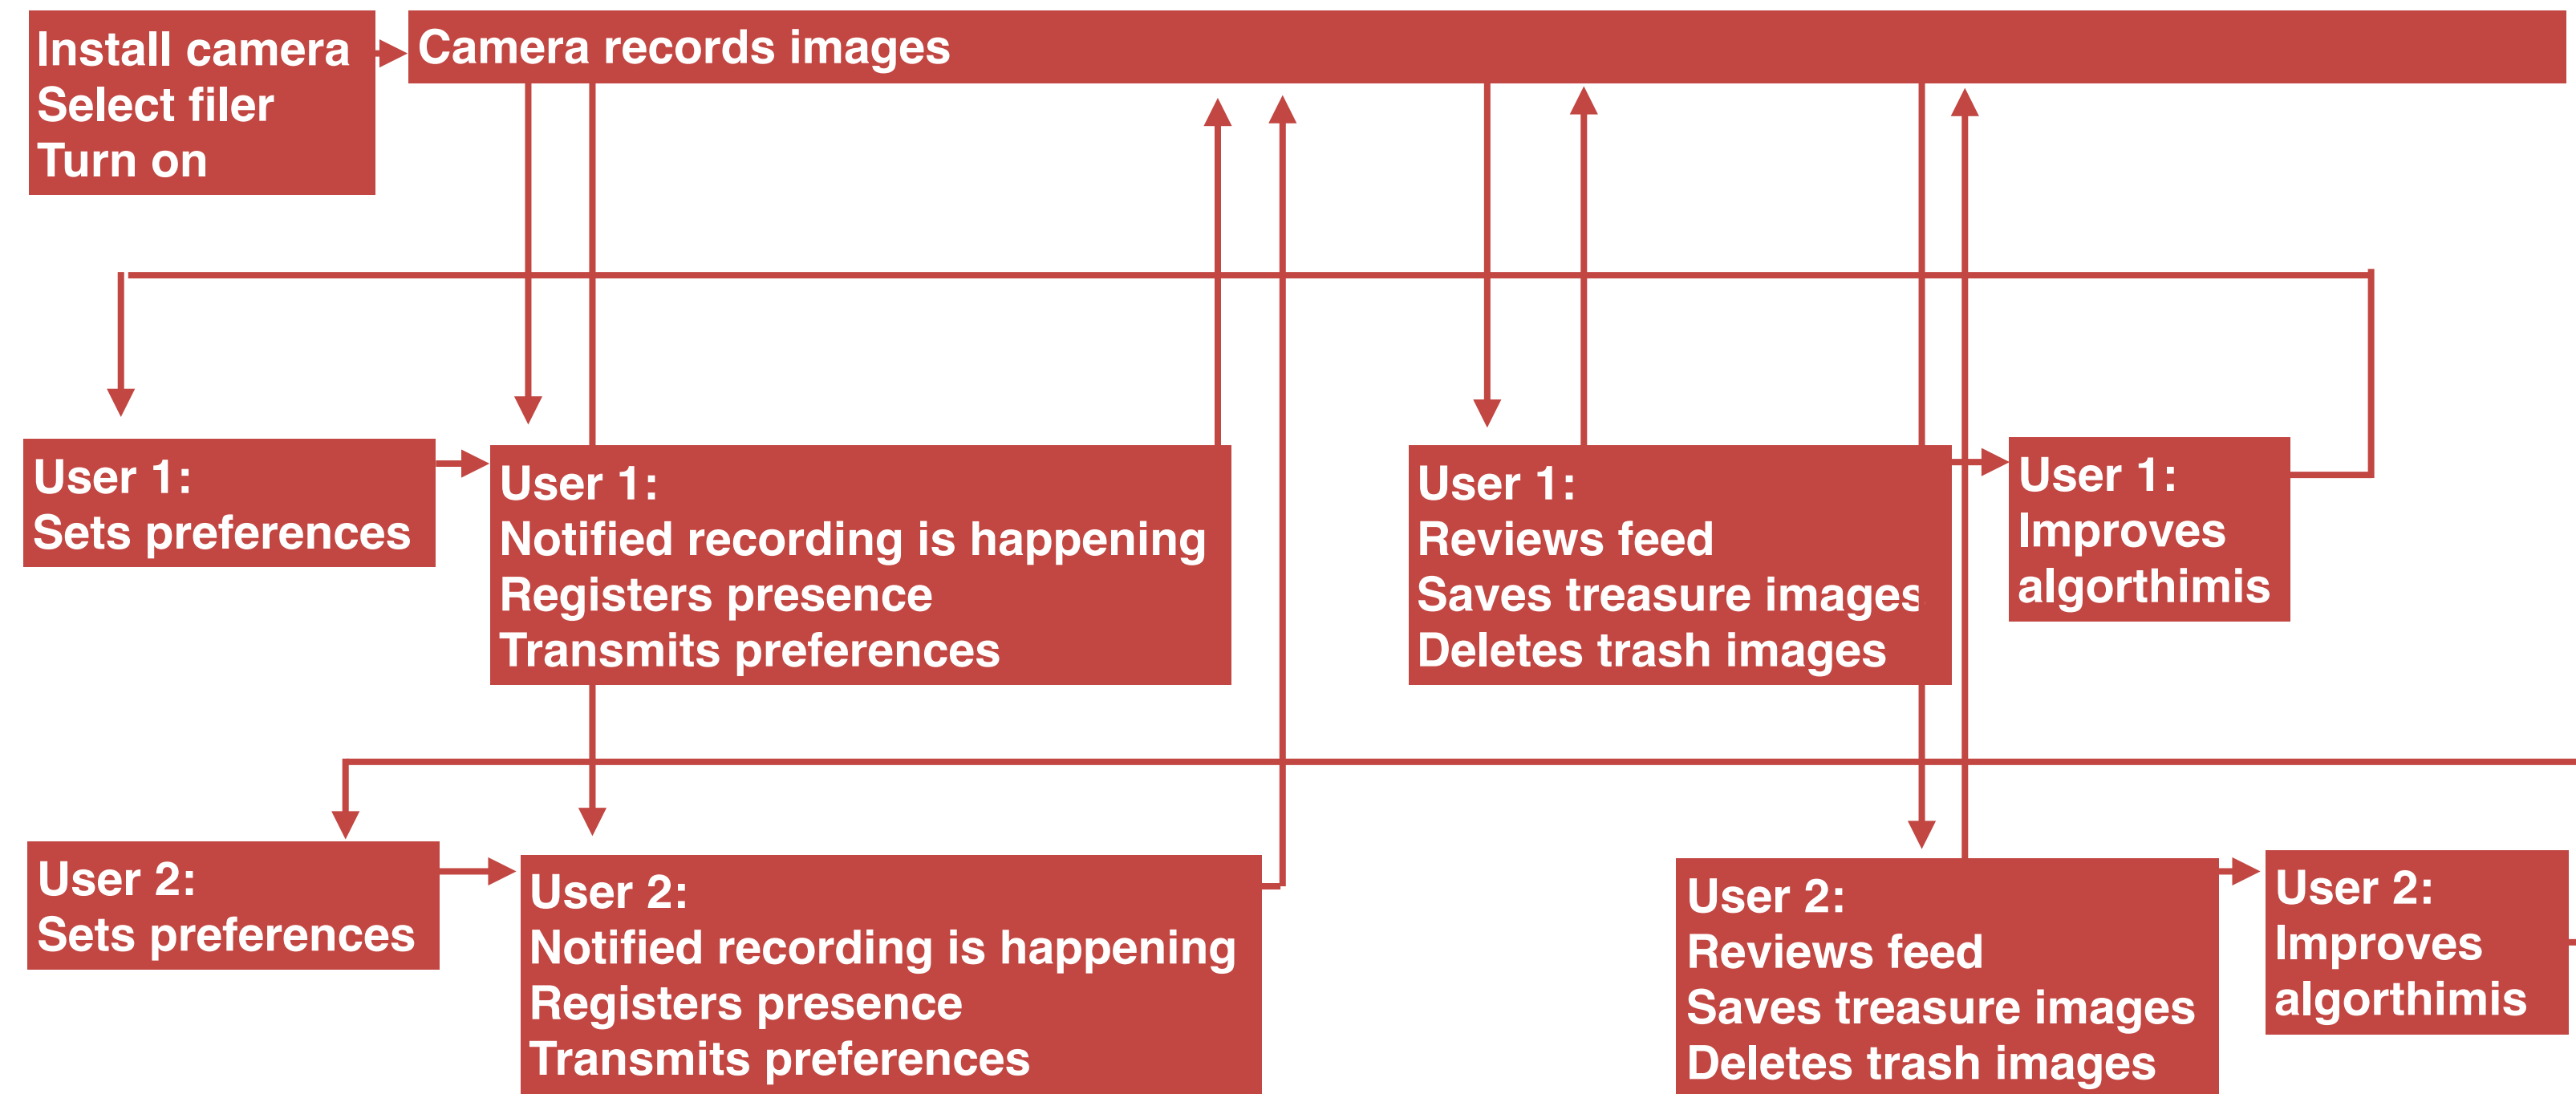 Install camera
Select filer
Turn on
Camera records images
User 1:
Sets preferences
User 1:
Notified recording is happening
Registers presence
Transmits preferences
User 1:
Reviews feed
Saves treasure images
Deletes trash images
User 1:
Improves
algorthimis
User 2:
Sets preferences
User 2:
Notified recording is happening
Registers presence
Transmits preferences
User 2:
Reviews feed
Saves treasure images
Deletes trash images
User 2:
Improves
algorthimis